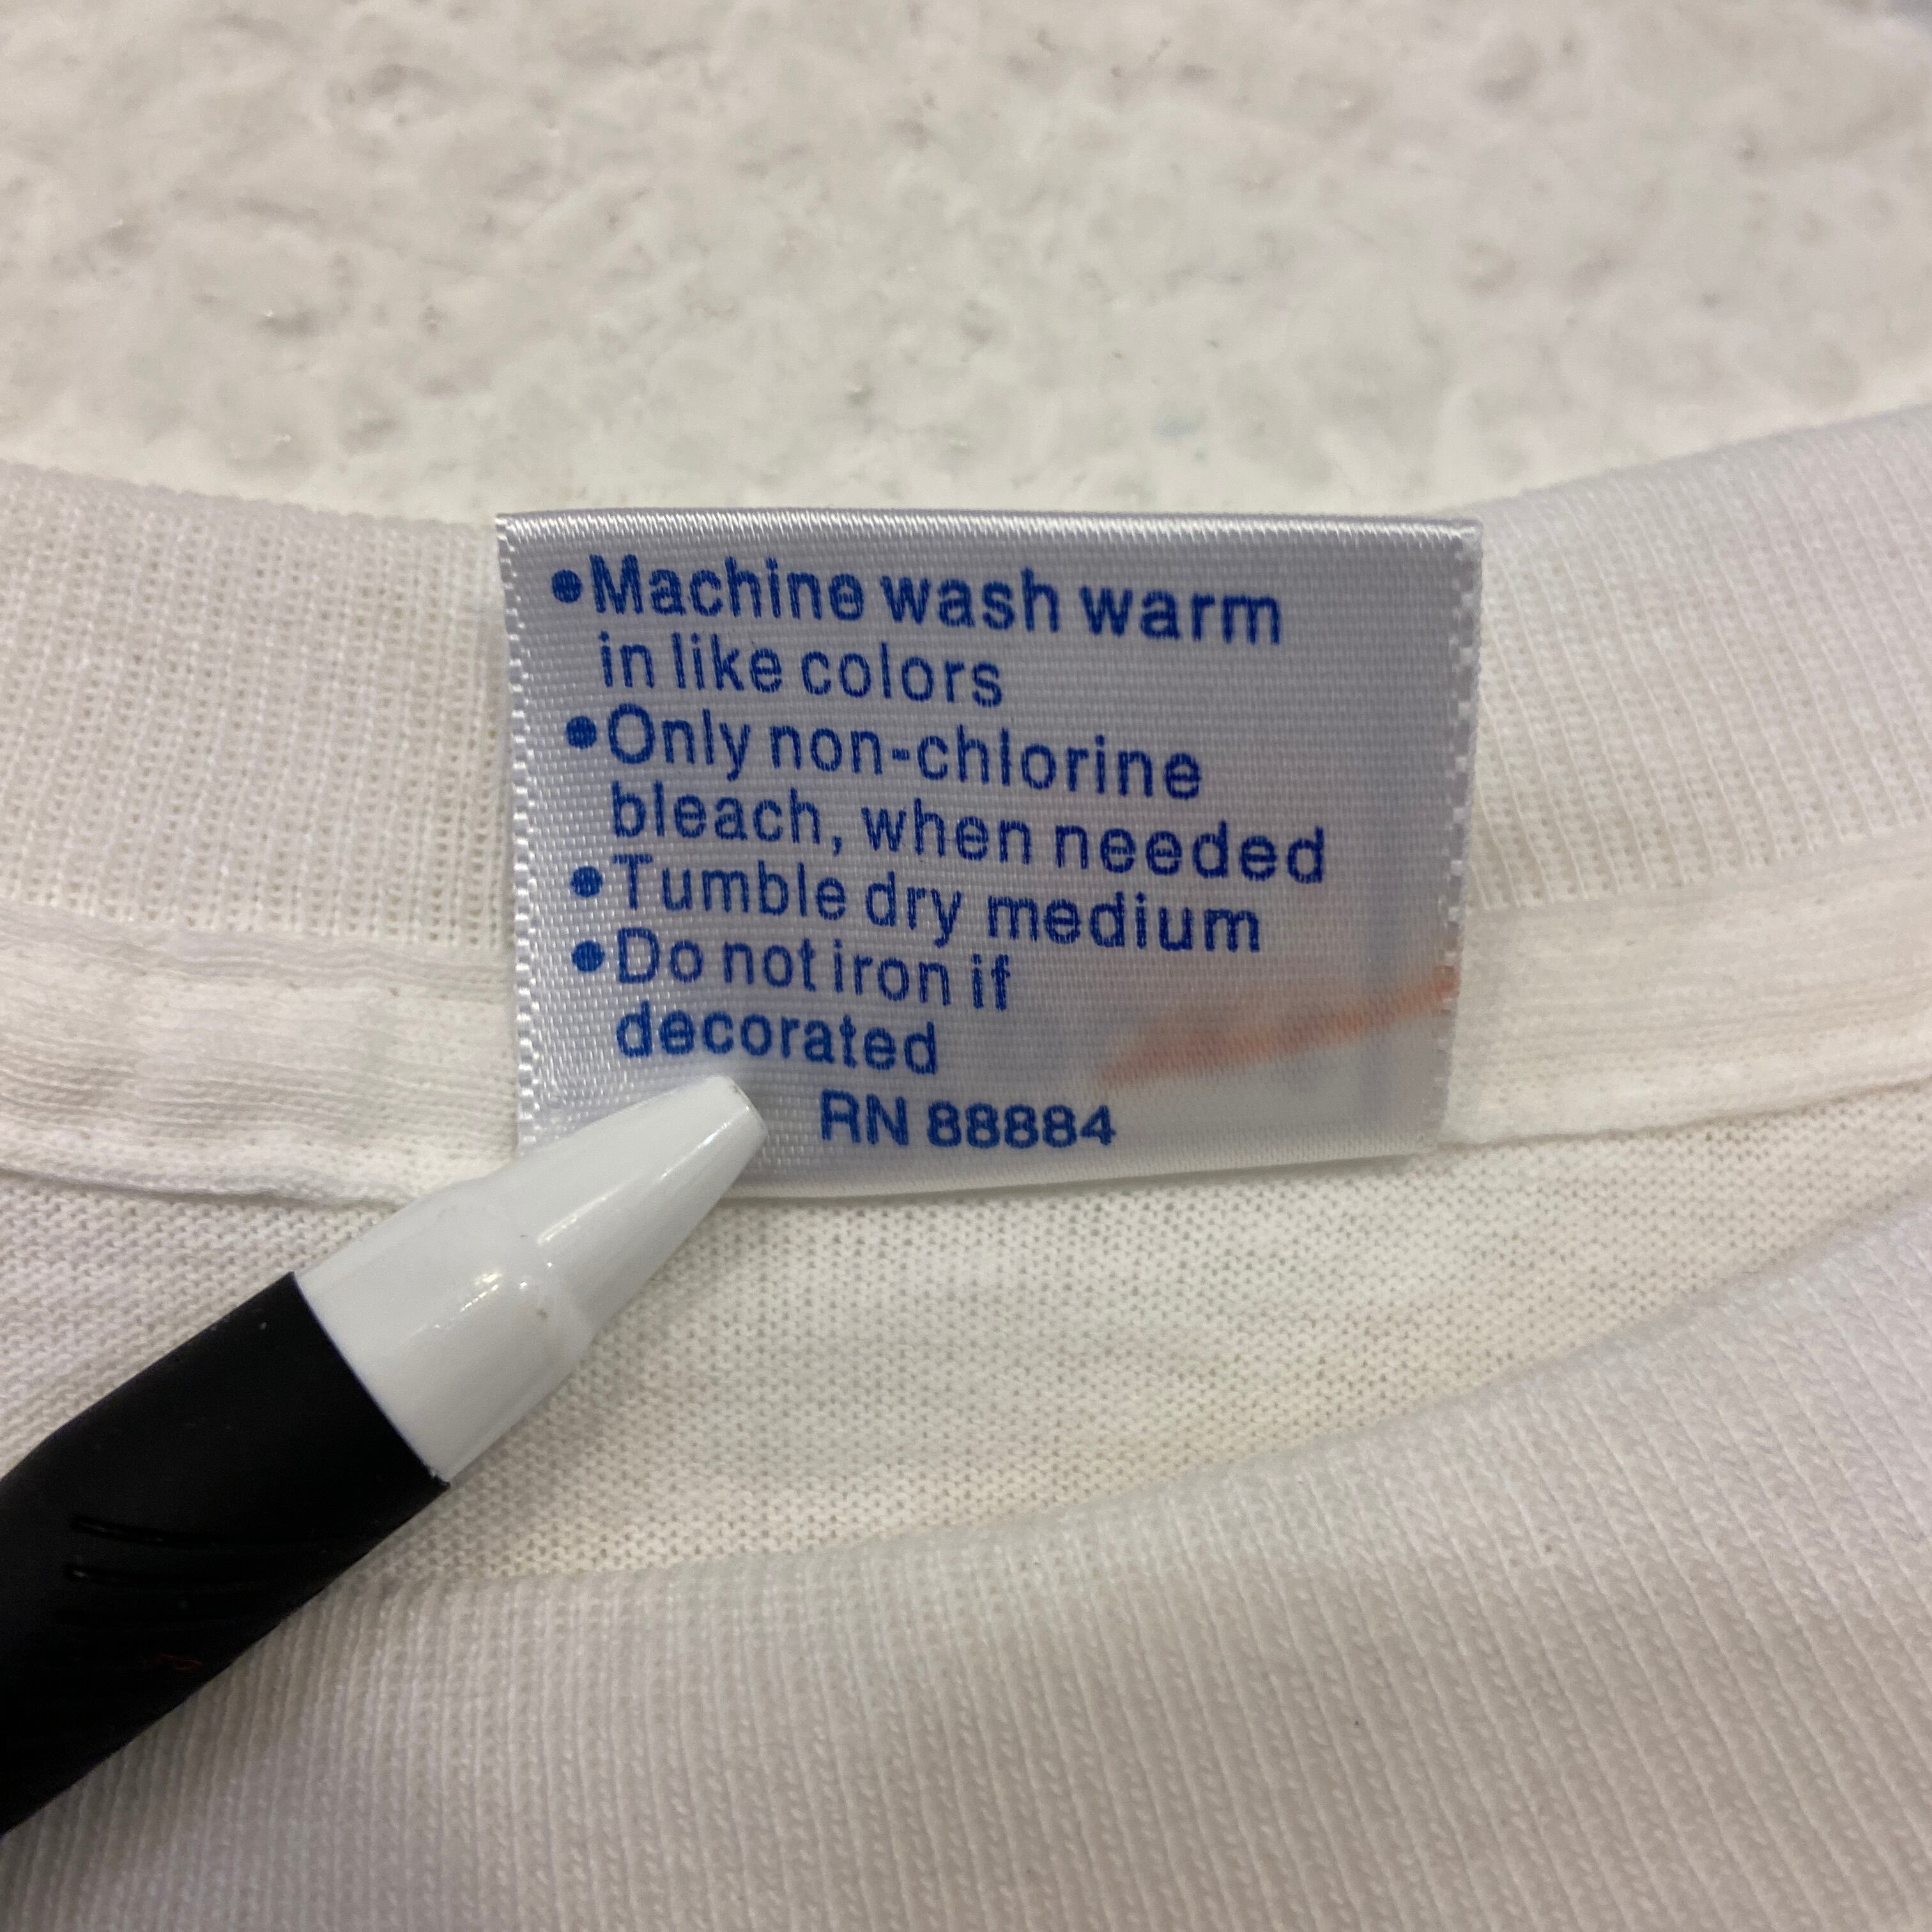 •Machine wash warm
in like colors
•Only non-chlorine
bleach, when needed
•Tumble dry medium
•Do not iron if
decorated
RN 88884